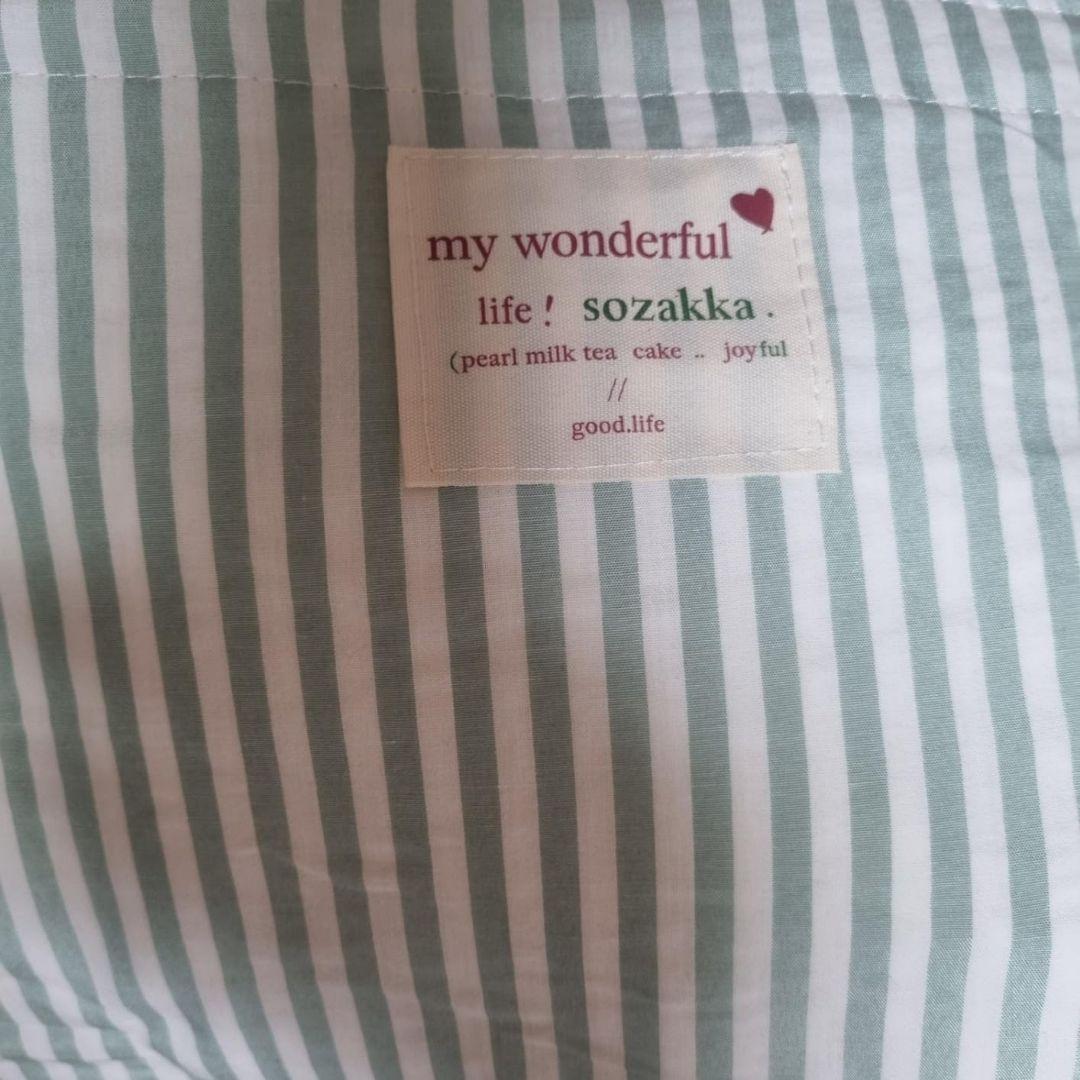 my wonderful
life! sozakka.
(pearl milk tea cake .. joyful
//
good.life